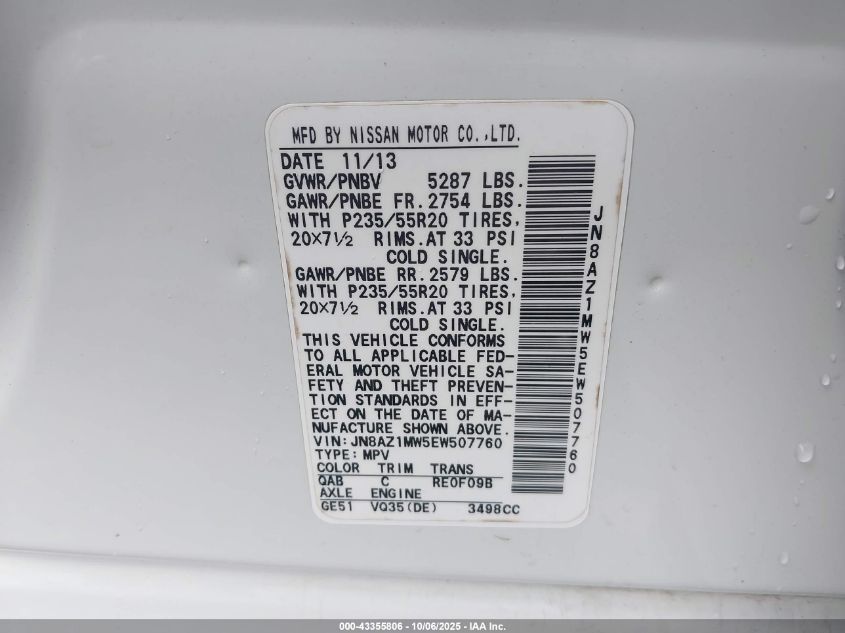 MFD BY NISSAN MOTOR CO.,LTD.
DATE 11/13
GVWR/PNBV 5287 LBS.
GAWR/PNBE FR. 2754 LBS.
WITH P235/55R20 TIRES,
20×7½ RIMS.AT 33 PSI
COLD SINGLE.
GAWR/PNBE RR. 2579 LBS.
WITH P235/55R20 TIRES,
20×7½ RIMS.AT 33 PSI
COLD SINGLE.
THIS VEHICLE CONFORMS
TO ALL APPLICABLE FED-
ERAL MOTOR VEHICLE SA-
FETY AND THEFT PREVEN-
TION STANDARDS IN EFF-
ECT ON THE DATE OF MA-
NUFACTURE SHOWN ABOVE.
VIN:JN8AZ1MW5EW507760
TYPE:MPV
COLOR TRIM TRANS
QAB C RE0F09B
AXLE ENGINE
GE51 VQ35(DE) 3498CC
JN8AZ1MW5EW507760
000-43355806 - 10/06/2025 - IAA Inc.